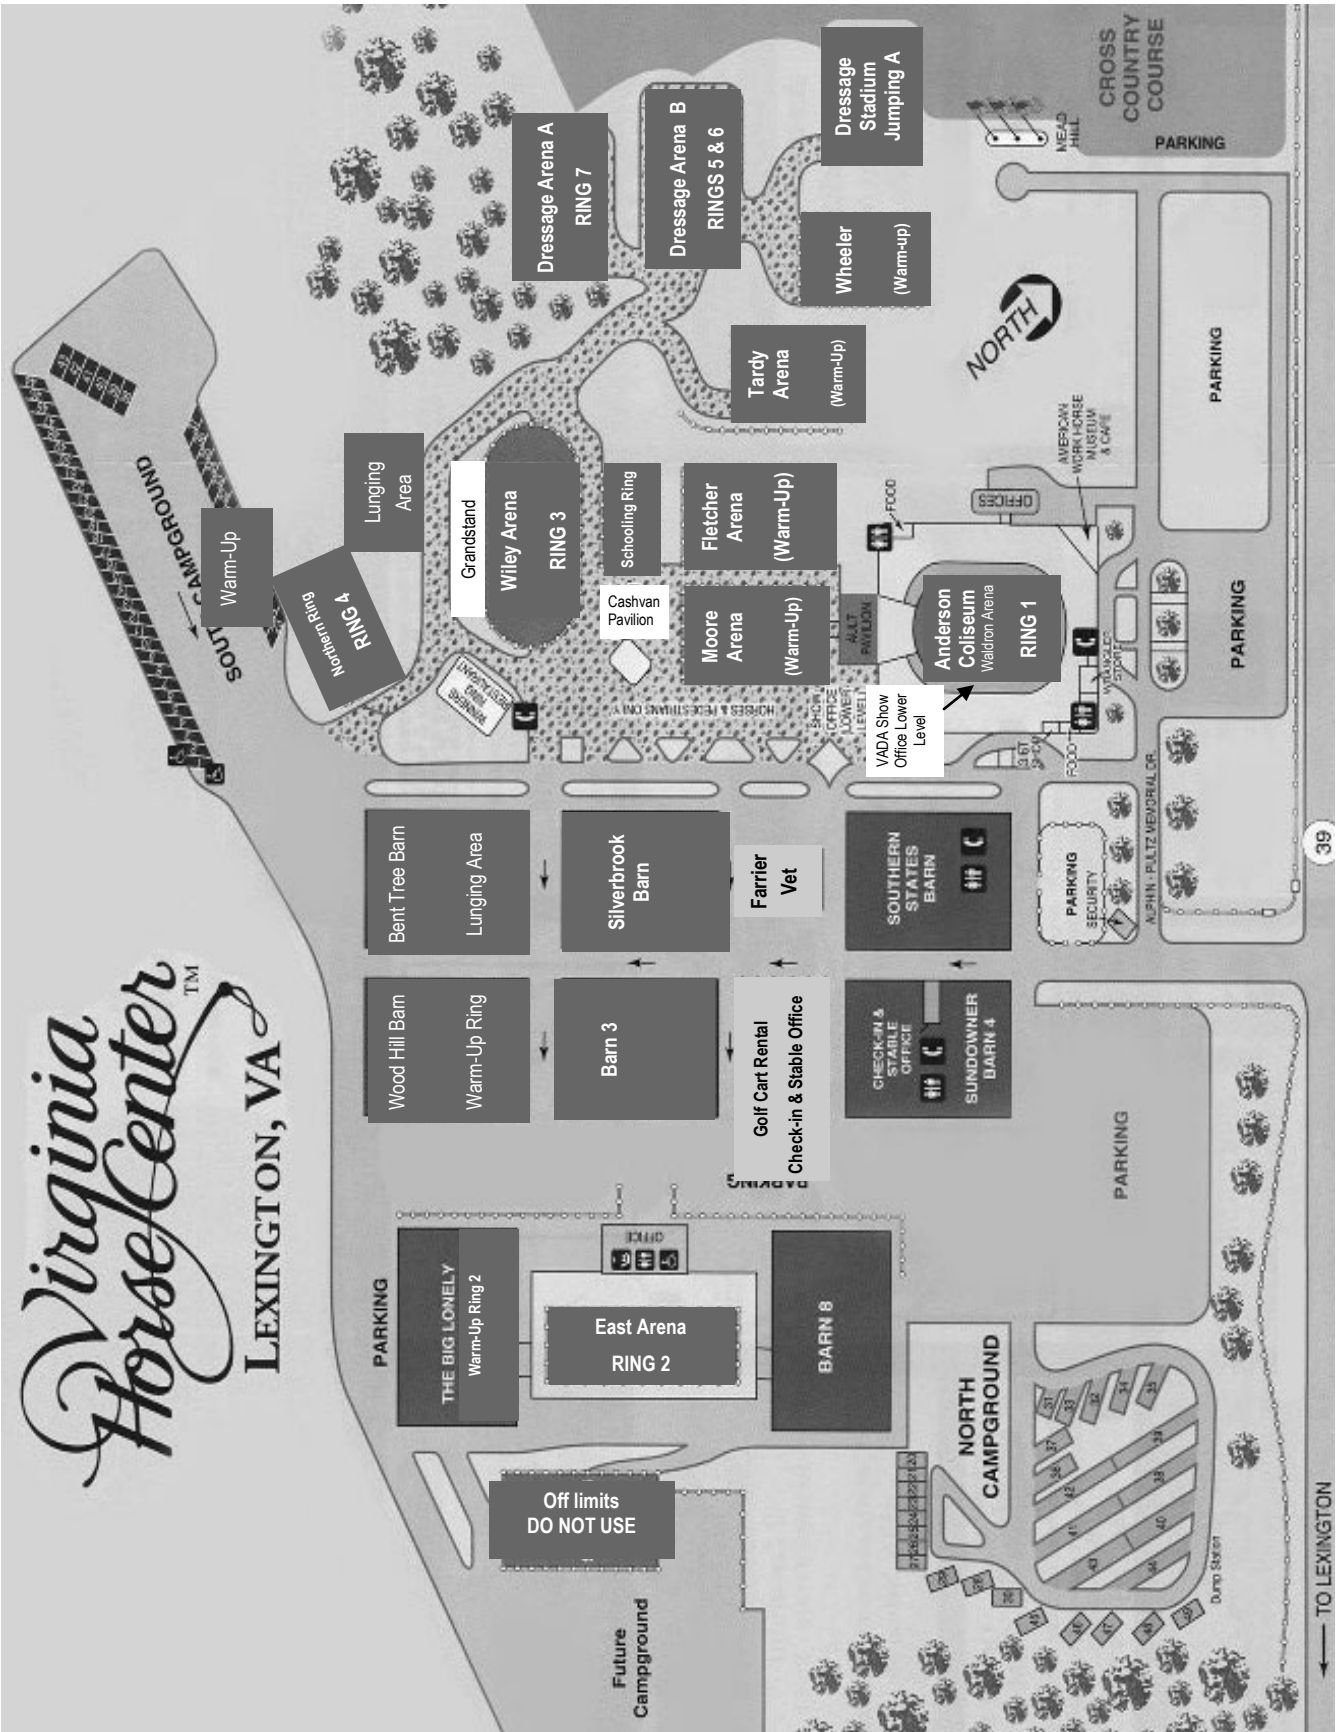 Virginia
Horse Center™
LEXINGTON, VA
SOUTH CAMPGROUND
Warm-Up
Northern Ring
RING 4
Lunging
Area
Grandstand
Wiley Arena
RING 3
Dressage Arena A
RING 7
Dressage Arena B
RINGS 5 & 6
Dressage
Stadium
Jumping A
Wheeler
(Warm-up)
Tardy
Arena
(Warm-Up)
CROSS
COUNTRY
COURSE
MEAD
HILL
PARKING
NORTH
Schooling Ring
Cashvan
Pavilion
Fletcher
Arena
(Warm-Up)
Moore
Arena
(Warm-Up)
HORSES & PEDESTRIANS ONLY
SHOW
OFFICE
LOWER
LEVEL
AULT
PAVILION
FOOD
OFFICES
AMERICAN
WORK HORSE
MUSEUM
& CAFE
Anderson
Coliseum
Waldron Arena
RING 1
VADA Show
Office Lower
Level
FOOD
PARKING
PARKING
Bent Tree Barn
Lunging Area
Silverbrook
Barn
Farrier
Vet
SOUTHERN
STATES
BARN
PARKING
SECURITY
ALPHIN - PULTZ MEMORIAL DR.
39
Wood Hill Barn
Warm-Up Ring
Barn 3
Golf Cart Rental
Check-in & Stable Office
CHECK-IN &
STABLE
OFFICE
SUNDOWNER
BARN 4
PARKING
PARKING
PARKING
THE BIG LONELY
Warm-Up Ring 2
OFFICE
East Arena
RING 2
BARN 8
Off limits
DO NOT USE
NORTH
CAMPGROUND
Future
Campground
Dump Station
TO LEXINGTON